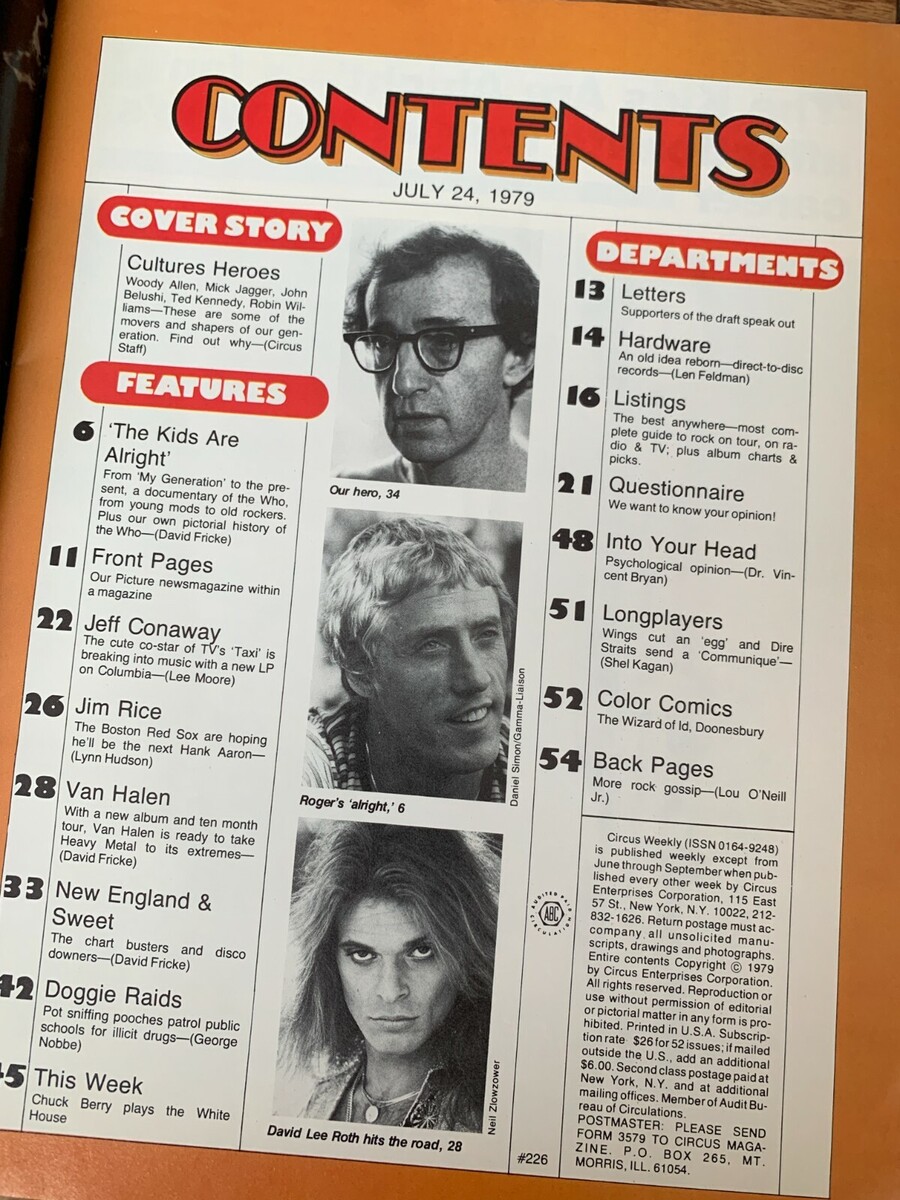 CONTENTS
JULY 24, 1979
COVER STORY
Cultures Heroes
Woody Allen, Mick Jagger, John
Belushi, Ted Kennedy, Robin Wil-
liams—These are some of the
movers and shapers of our gen-
eration. Find out why—(Circus
Staff)
FEATURES
6 'The Kids Are
Alright'
From 'My Generation' to the pre-
sent, a documentary of the Who,
from young mods to old rockers.
Plus our own pictorial history of
the Who—(David Fricke)
11 Front Pages
Our Picture newsmagazine within
a magazine
22 Jeff Conaway
The cute co-star of TV's 'Taxi' is
breaking into music with a new LP
on Columbia—(Lee Moore)
26 Jim Rice
The Boston Red Sox are hoping
he'll be the next Hank Aaron—
(Lynn Hudson)
28 Van Halen
With a new album and ten month
tour, Van Halen is ready to take
Heavy Metal to its extremes—
(David Fricke)
33 New England &
Sweet
The chart busters and disco
downers—(David Fricke)
42 Doggie Raids
Pot sniffing pooches patrol public
schools for illicit drugs—(George
Nobbe)
45 This Week
Chuck Berry plays the White
House
Our hero, 34
Daniel Simon/Gamma-Liaison
Roger's 'alright,' 6
Neil Zlowzower
David Lee Roth hits the road, 28
DEPARTMENTS
13 Letters
Supporters of the draft speak out
14 Hardware
An old idea reborn—direct-to-disc
records—(Len Feldman)
16 Listings
The best anywhere—most com-
plete guide to rock on tour, on ra-
dio & TV; plus album charts &
picks.
21 Questionnaire
We want to know your opinion!
48 Into Your Head
Psychological opinion—(Dr. Vin-
cent Bryan)
51 Longplayers
Wings cut an 'egg' and Dire
Straits send a 'Communique'—
(Shel Kagan)
52 Color Comics
The Wizard of Id, Doonesbury
54 Back Pages
More rock gossip—(Lou O'Neill
Jr.)
Circus Weekly (ISSN 0164-9248)
is published weekly except from
June through September when pub-
lished every other week by Circus
Enterprises Corporation, 115 East
57 St., New York, N.Y. 10022, 212-
832-1626. Return postage must ac-
company all unsolicited manu-
scripts, drawings and photographs.
Entire contents Copyright © 1979
by Circus Enterprises Corporation.
All rights reserved. Reproduction or
use without permission of editorial
or pictorial matter in any form is pro-
hibited. Printed in U.S.A. Subscrip-
tion rate $26 for 52 issues; if mailed
outside the U.S., add an additional
$6.00. Second class postage paid at
New York, N.Y. and at additional
mailing offices. Member of Audit Bu-
reau of Circulations.
POSTMASTER: PLEASE SEND
FORM 3579 TO CIRCUS MAGA-
ZINE. P.O. BOX 265, MT.
MORRIS, ILL. 61054.
AUDITED PAID
ABC
CIRCULATION
#226